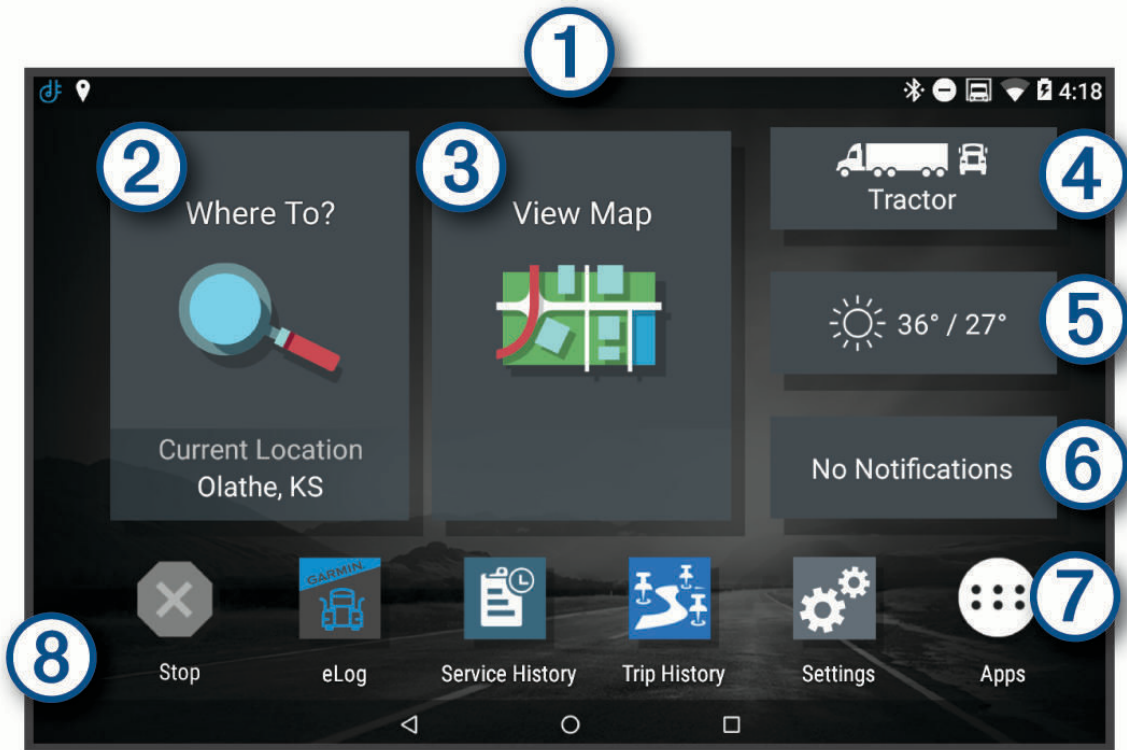 1
4:18
2
3
4
Where To?
View Map
Tractor
5
36° / 27°
Current Location
Olathe, KS
No Notifications
6
GARMIN
7
8
Stop
eLog
Service History
Trip History
Settings
Apps